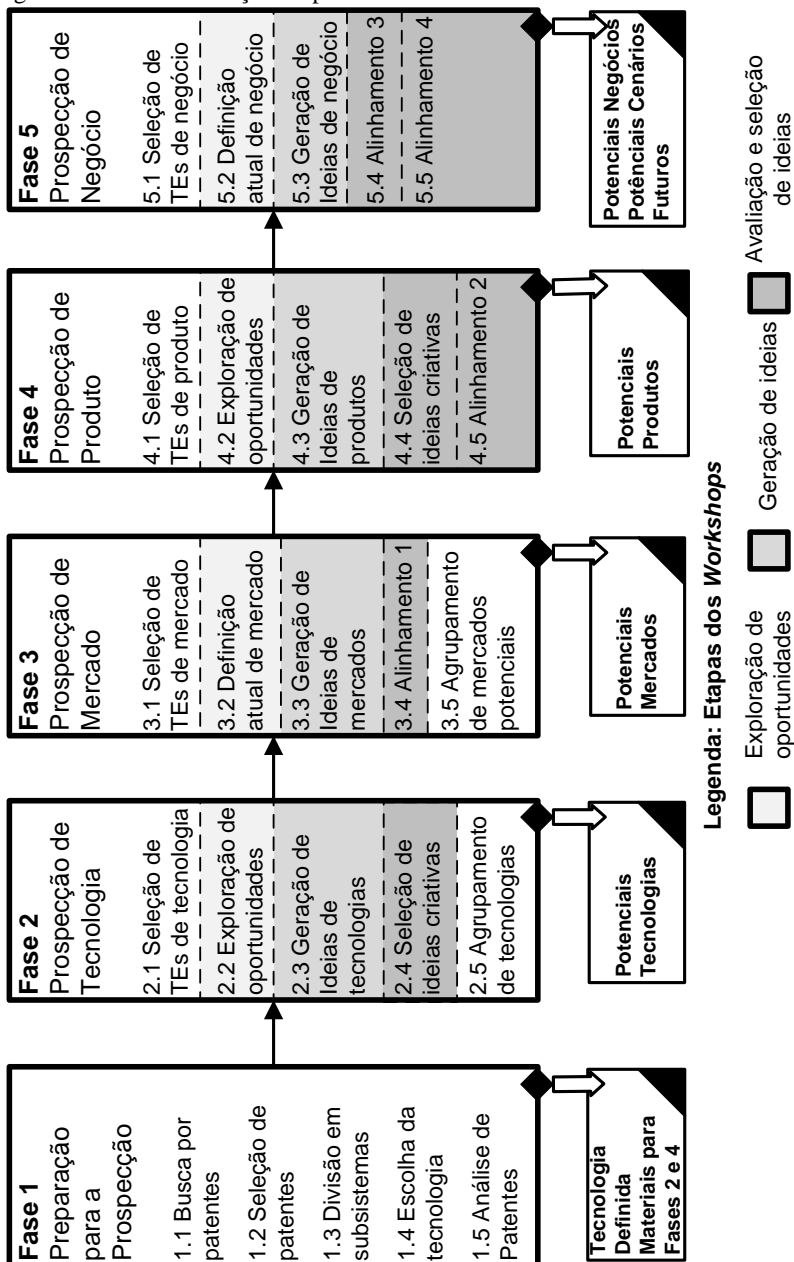 Fase 1
Preparação
para a
Prospecção
1.1 Busca por
patentes
1.2 Seleção de
patentes
1.3 Divisão em
subsistemas
1.4 Escolha da
tecnologia
1.5 Análise de
Patentes
Tecnologia
Definida
Materiais para
Fases 2 e 4
Fase 2
Prospecção de
Tecnologia
2.1 Seleção de
TEs de tecnologia
2.2 Exploração de
oportunidades
2.3 Geração de
Ideias de
tecnologias
2.4 Seleção de
ideias criativas
2.5 Agrupamento
de tecnologias
Potenciais
Tecnologias
Fase 3
Prospecção de
Mercado
3.1 Seleção de
TEs de mercado
3.2 Definição
atual de mercado
3.3 Geração de
Ideias de
mercados
3.4 Alinhamento 1
3.5 Agrupamento
de mercados
potenciais
Potenciais
Mercados
Fase 4
Prospecção de
Produto
4.1 Seleção de
TEs de produto
4.2 Exploração de
oportunidades
4.3 Geração de
Ideias de
produtos
4.4 Seleção de
ideias criativas
4.5 Alinhamento 2
Potenciais
Produtos
Fase 5
Prospecção de
Negócio
5.1 Seleção de
TEs de negócio
5.2 Definição
atual de negócio
5.3 Geração de
Ideias de negócio
5.4 Alinhamento 3
5.5 Alinhamento 4
Potenciais Negócios
Potênciais Cenários
Futuros
Legenda: Etapas dos Workshops
Exploração de
oportunidades
Geração de ideias
Avaliação e seleção
de ideias